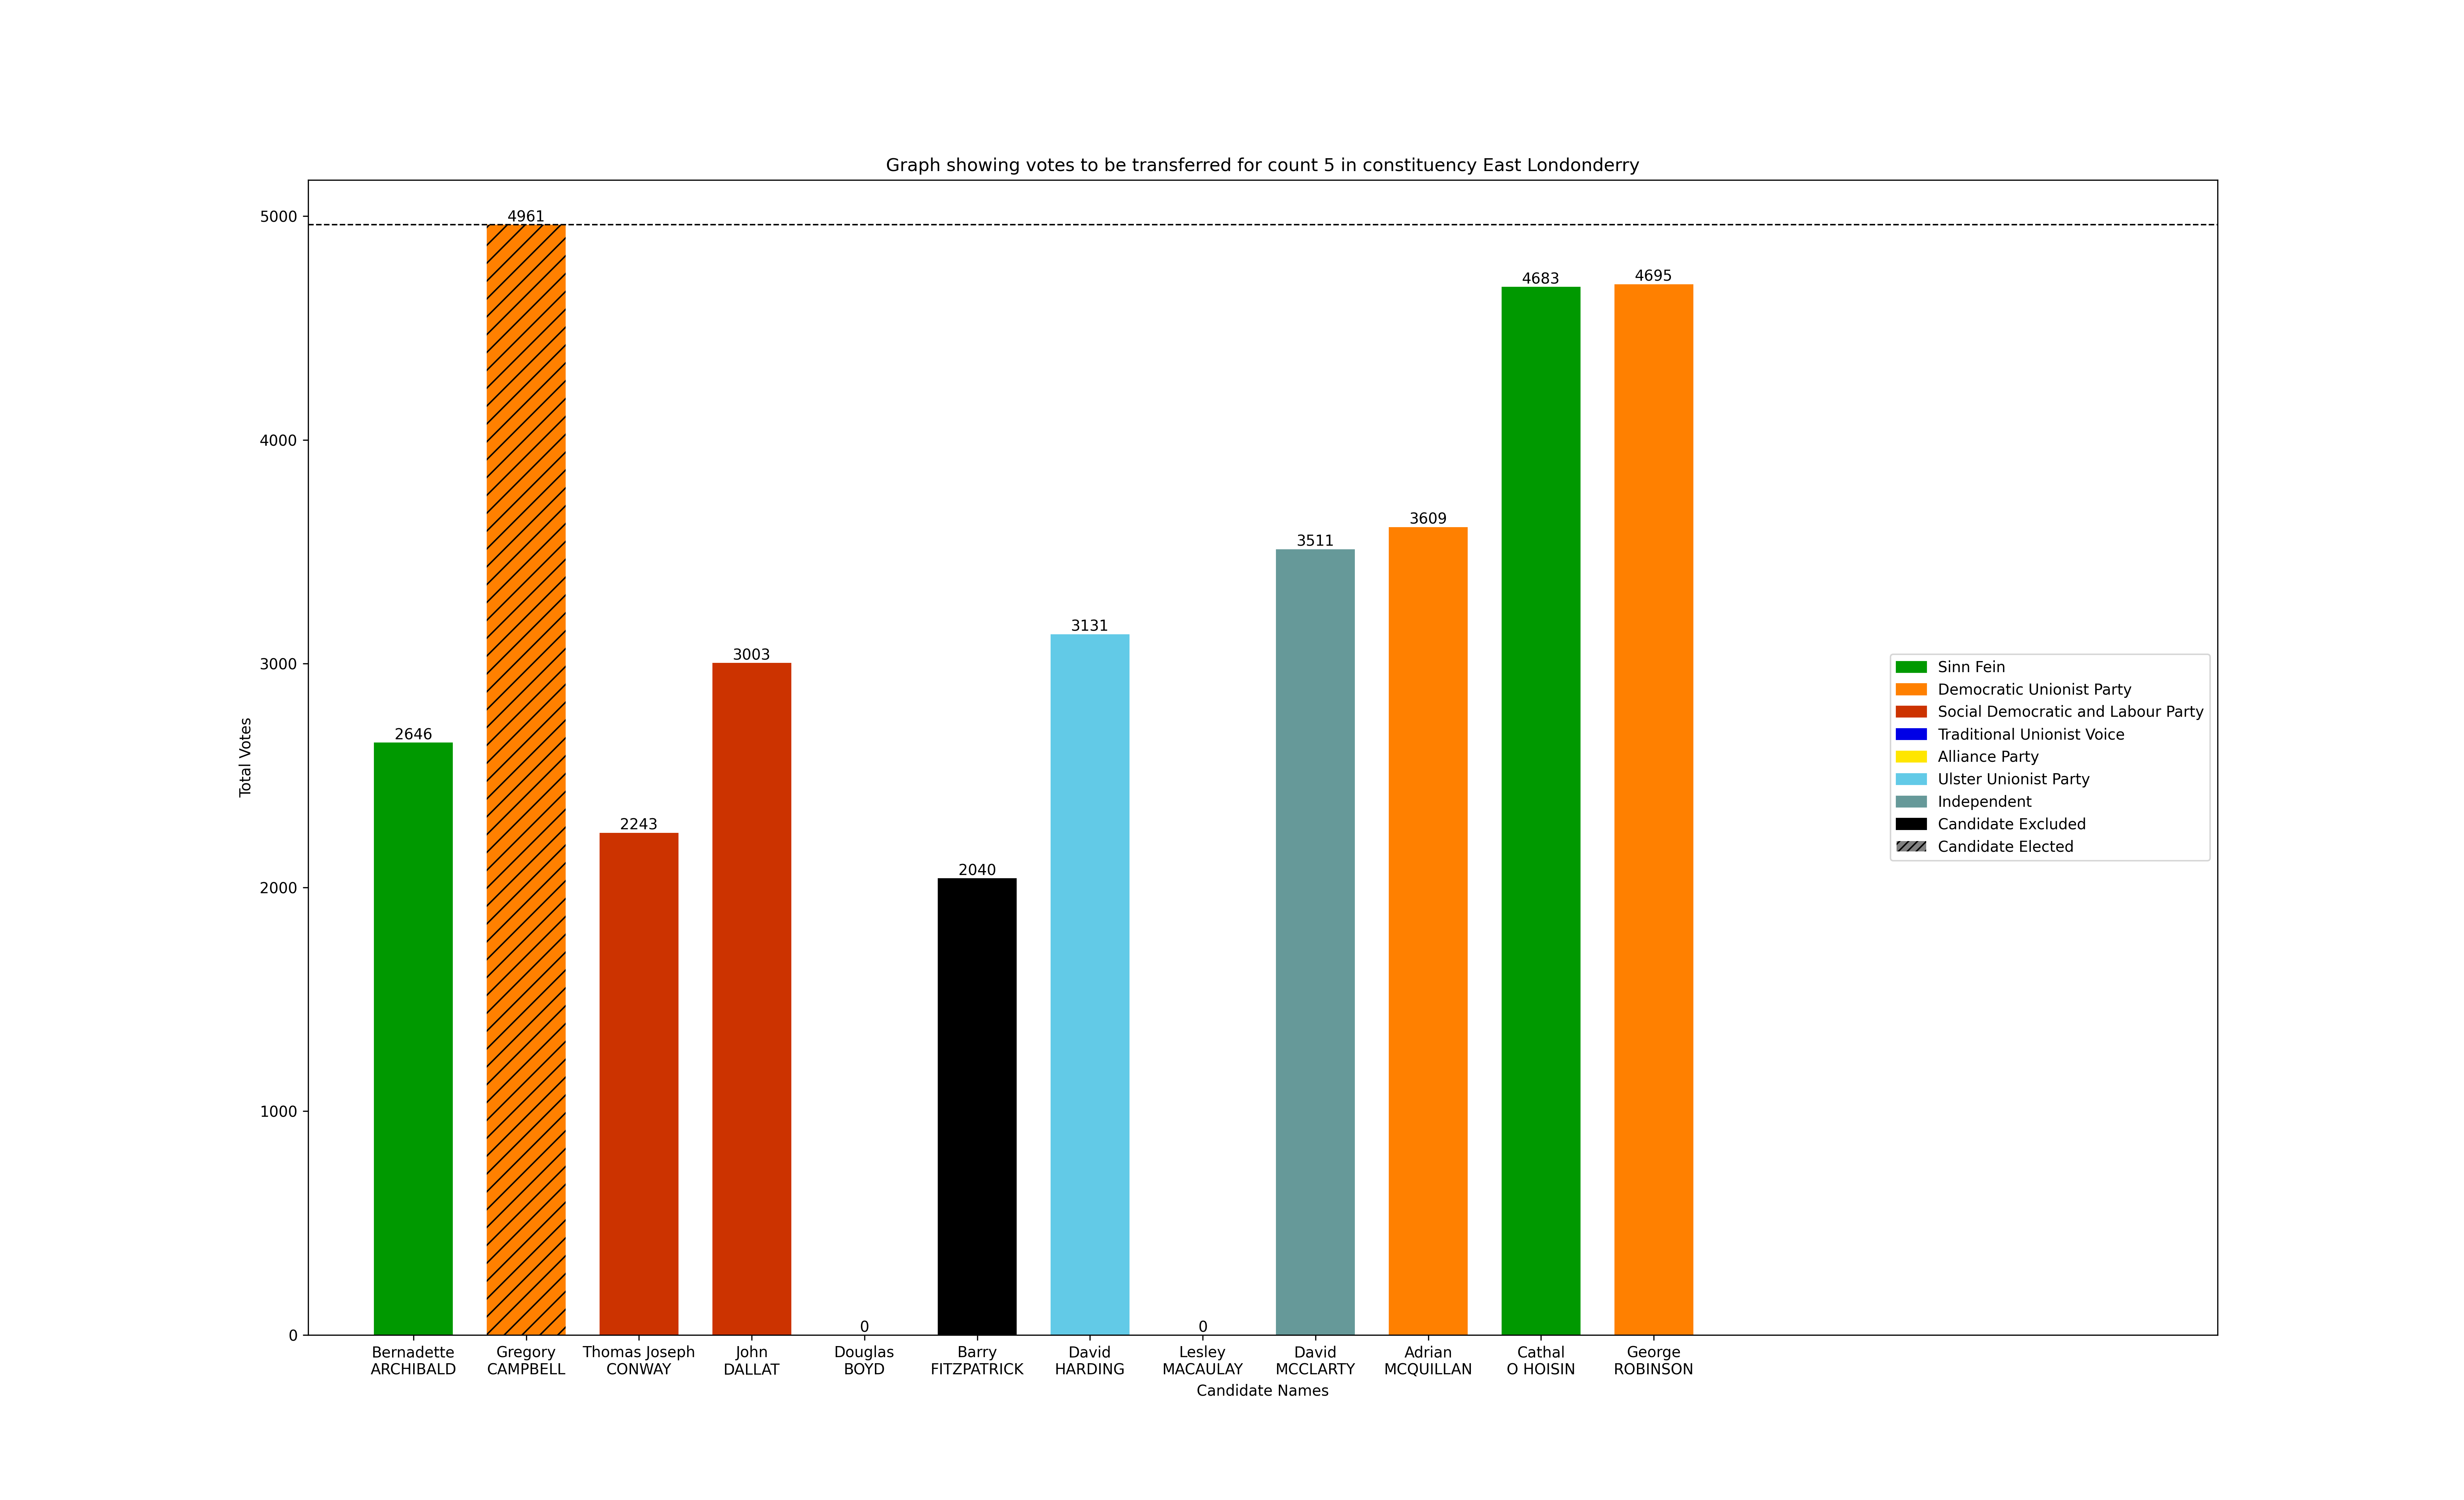 Graph showing votes to be transferred for count 5 in constituency East Londonderry
5000
4000
3000
2000
1000
0
Total Votes
2646
4961
2243
3003
0
2040
3131
0
3511
3609
4683
4695
Sinn Fein
Democratic Unionist Party
Social Democratic and Labour Party
Traditional Unionist Voice
Alliance Party
Ulster Unionist Party
Independent
Candidate Excluded
Candidate Elected
Bernadette
ARCHIBALD
Gregory
CAMPBELL
Thomas Joseph
CONWAY
John
DALLAT
Douglas
BOYD
Barry
FITZPATRICK
David
HARDING
Lesley
MACAULAY
David
MCCLARTY
Adrian
MCQUILLAN
Cathal
O HOISIN
George
ROBINSON
Candidate Names